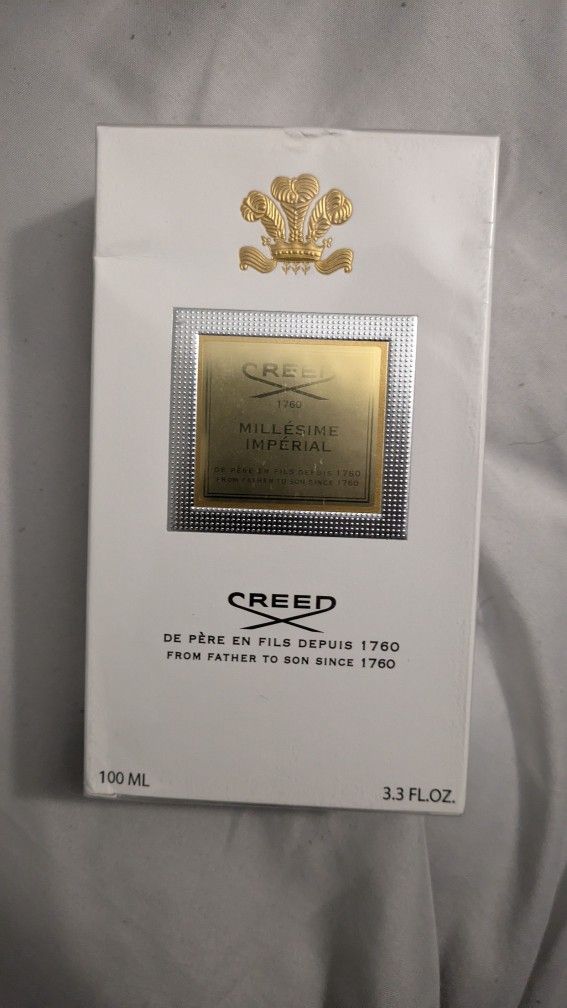 CREED
1760
MILLÉSIME
IMPÉRIAL
DE PÈRE EN FILS DEPUIS 1760
FROM FATHER TO SON SINCE 1760
CREED
DE PÈRE EN FILS DEPUIS 1760
FROM FATHER TO SON SINCE 1760
100 ML
3.3 FL.OZ.